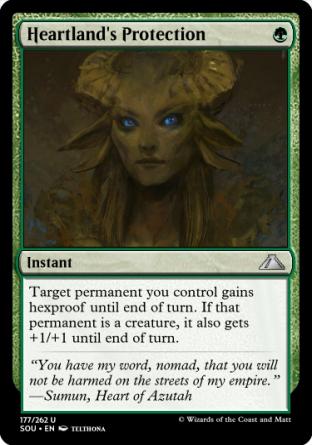 Heartland's Protection
Instant
Target permanent you control gains
hexproof until end of turn. If that
permanent is a creature, it also gets
+1/+1 until end of turn.
“You have my word, nomad, that you will
not be harmed on the streets of my empire.”
—Sumun, Heart of Azutah
177/262 U
© Wizards of the Coast and Matt
SOU • EN TELTHONA